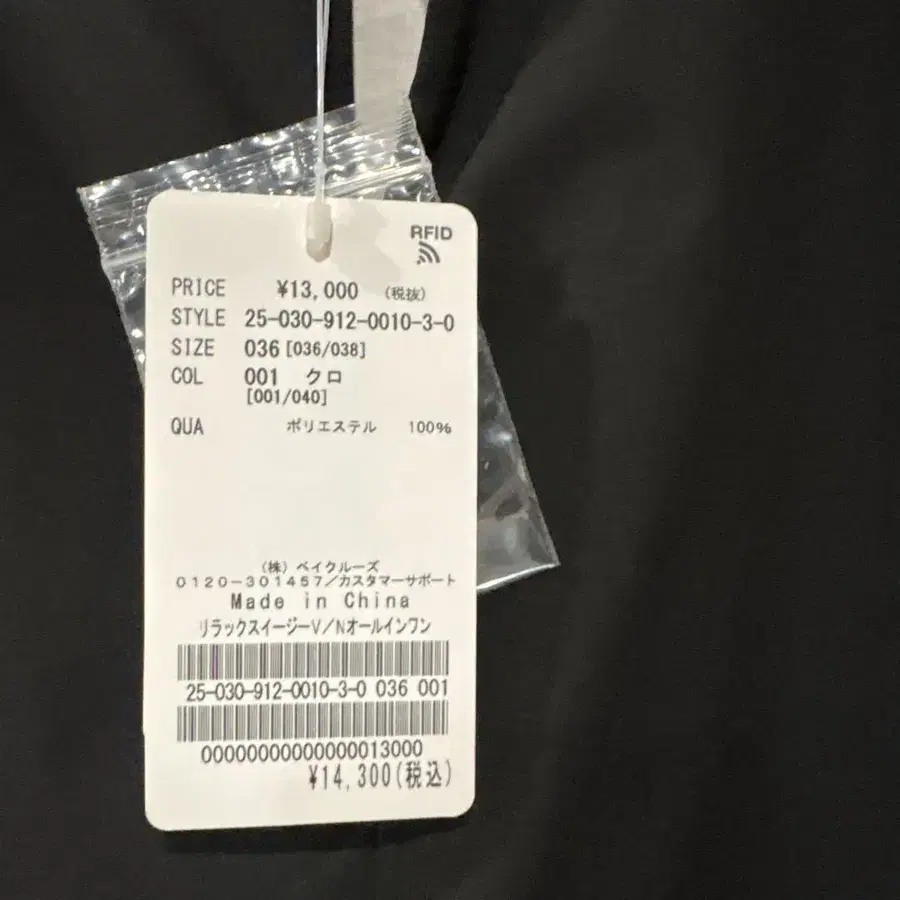 RFID
PRICE ¥13,000 (税抜)
STYLE 25-030-912-0010-3-0
SIZE 036 [036/038]
COL 001 クロ
[001/040]
QUA ポリエステル 100%
(株) ベイクルーズ
0120-301457/カスタマーサポート
Made in China
リラックスイージーV/Nオールインワン
25-030-912-0010-3-0 036 001
00000000000000013000
¥14,300(税込)